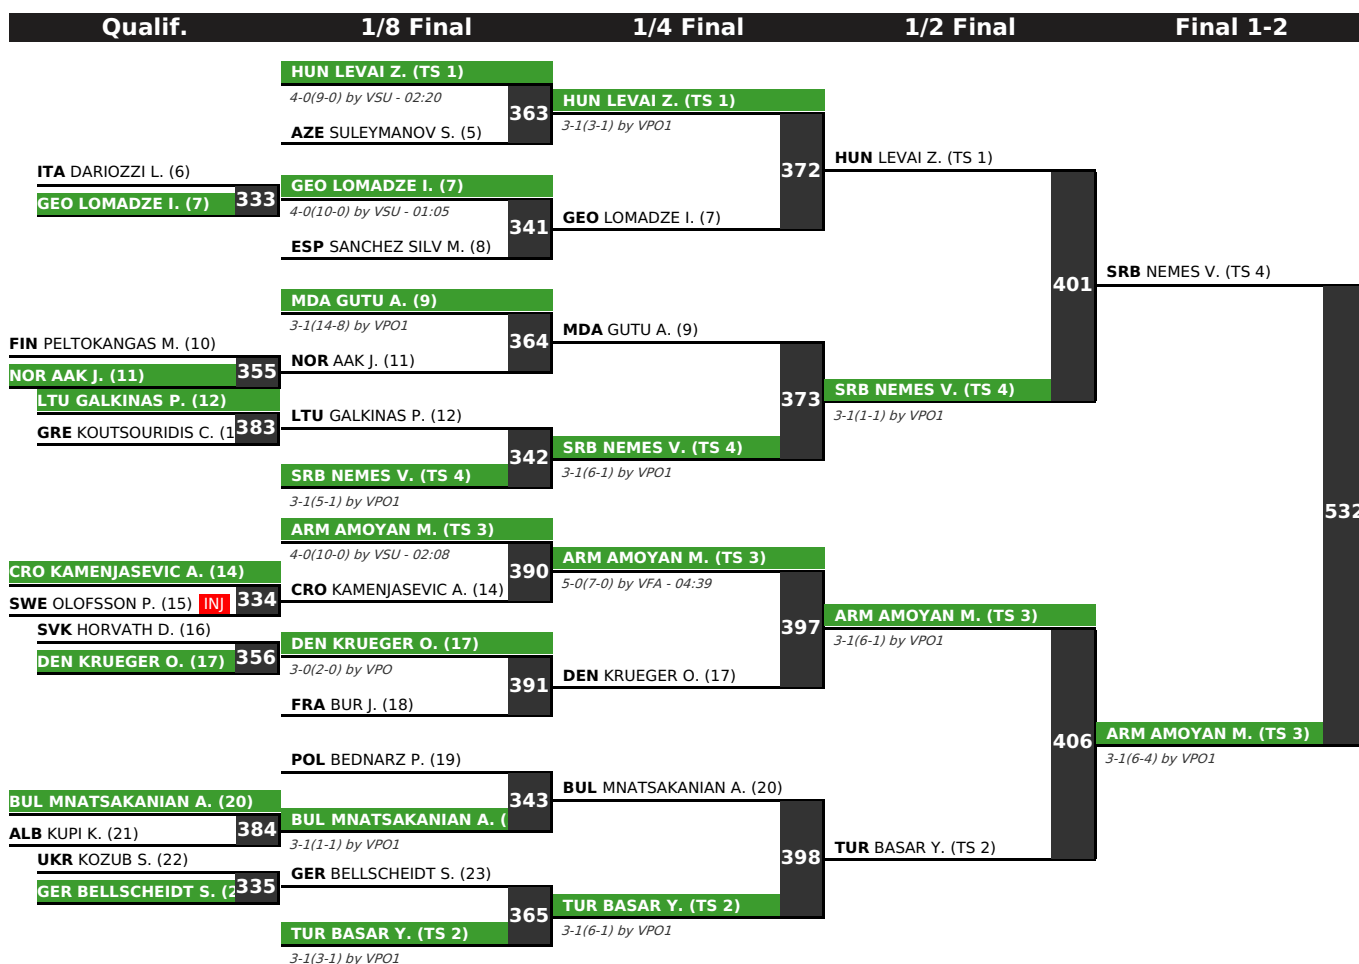 Qualif.
1/8 Final
1/4 Final
1/2 Final
Final 1-2
ITA DARIOZZI L. (6)
GEO LOMADZE I. (7)
333
FIN PELTOKANGAS M. (10)
NOR AAK J. (11)
355
LTU GALKINAS P. (12)
GRE KOUTSOURIDIS C. (1
383
CRO KAMENJASEVIC A. (14)
SWE OLOFSSON P. (15) INJ
334
SVK HORVATH D. (16)
DEN KRUEGER O. (17)
356
BUL MNATSAKANIAN A. (20)
ALB KUPI K. (21)
384
UKR KOZUB S. (22)
GER BELLSCHEIDT S. (2
335
HUN LEVAI Z. (TS 1)
4-0(9-0) by VSU - 02:20
363
AZE SULEYMANOV S. (5)
GEO LOMADZE I. (7)
4-0(10-0) by VSU - 01:05
341
ESP SANCHEZ SILV M. (8)
MDA GUTU A. (9)
3-1(14-8) by VPO1
364
NOR AAK J. (11)
LTU GALKINAS P. (12)
342
SRB NEMES V. (TS 4)
3-1(5-1) by VPO1
ARM AMOYAN M. (TS 3)
4-0(10-0) by VSU - 02:08
390
CRO KAMENJASEVIC A. (14)
DEN KRUEGER O. (17)
3-0(2-0) by VPO
391
FRA BUR J. (18)
POL BEDNARZ P. (19)
343
BUL MNATSAKANIAN A. (
3-1(1-1) by VPO1
GER BELLSCHEIDT S. (23)
365
TUR BASAR Y. (TS 2)
3-1(3-1) by VPO1
HUN LEVAI Z. (TS 1)
3-1(3-1) by VPO1
372
GEO LOMADZE I. (7)
MDA GUTU A. (9)
373
SRB NEMES V. (TS 4)
3-1(6-1) by VPO1
ARM AMOYAN M. (TS 3)
5-0(7-0) by VFA - 04:39
397
DEN KRUEGER O. (17)
BUL MNATSAKANIAN A. (20)
398
TUR BASAR Y. (TS 2)
3-1(6-1) by VPO1
HUN LEVAI Z. (TS 1)
401
SRB NEMES V. (TS 4)
3-1(1-1) by VPO1
ARM AMOYAN M. (TS 3)
3-1(6-1) by VPO1
406
TUR BASAR Y. (TS 2)
SRB NEMES V. (TS 4)
532
ARM AMOYAN M. (TS 3)
3-1(6-4) by VPO1